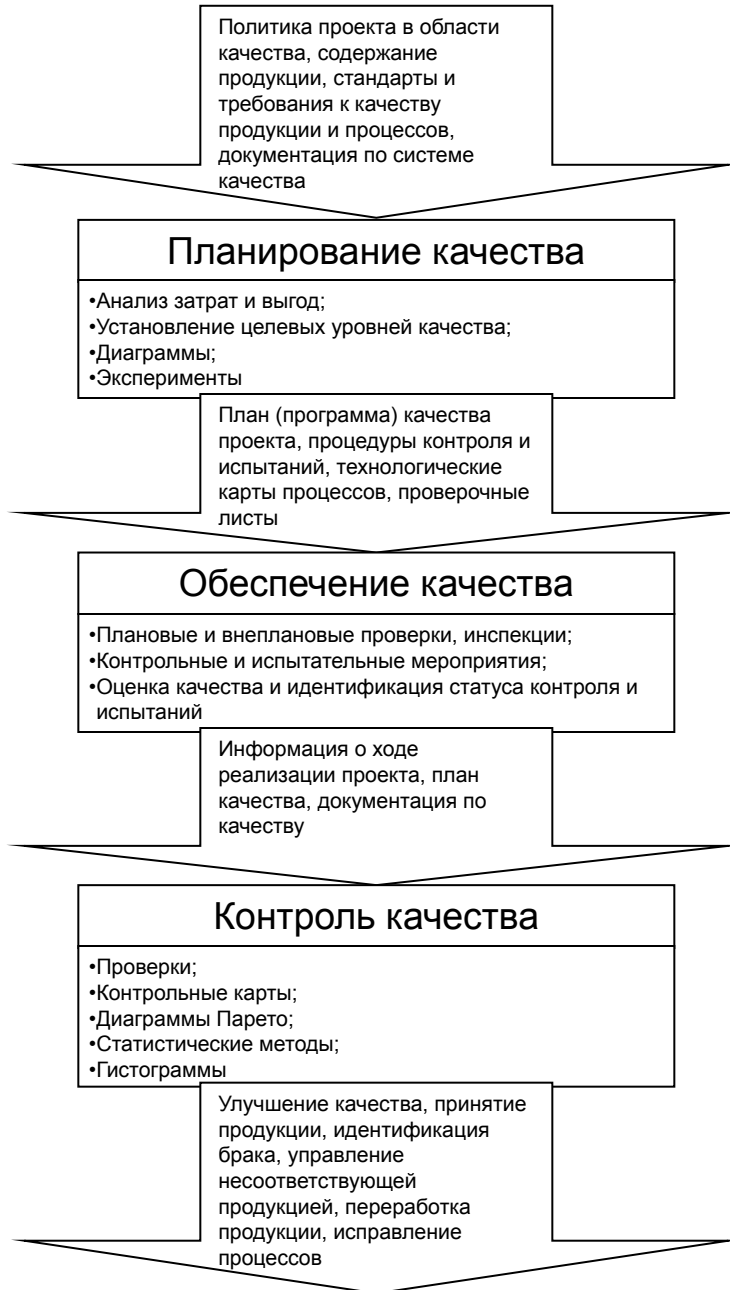 Политика проекта в области
качества, содержание
продукции, стандарты и
требования к качеству
продукции и процессов,
документация по системе
качества
Планирование качества
•Анализ затрат и выгод;
•Установление целевых уровней качества;
•Диаграммы;
•Эксперименты
План (программа) качества
проекта, процедуры контроля и
испытаний, технологические
карты процессов, проверочные
листы
Обеспечение качества
•Плановые и внеплановые проверки, инспекции;
•Контрольные и испытательные мероприятия;
•Оценка качества и идентификация статуса контроля и
испытаний
Информация о ходе
реализации проекта, план
качества, документация по
качеству
Контроль качества
•Проверки;
•Контрольные карты;
•Диаграммы Парето;
•Статистические методы;
•Гистограммы
Улучшение качества, принятие
продукции, идентификация
брака, управление
несоответствующей
продукцией, переработка
продукции, исправление
процессов